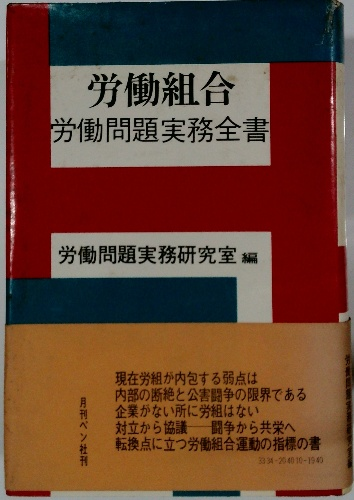 労働組合
労働問題実務全書
労働問題実務研究室 編
現在労組が内包する弱点は
内部の断絶と公害闘争の限界である
企業がない所に労組はない
対立から協議──闘争から共栄へ
転換点に立つ労働組合運動の指標の書
月刊ペン社刊